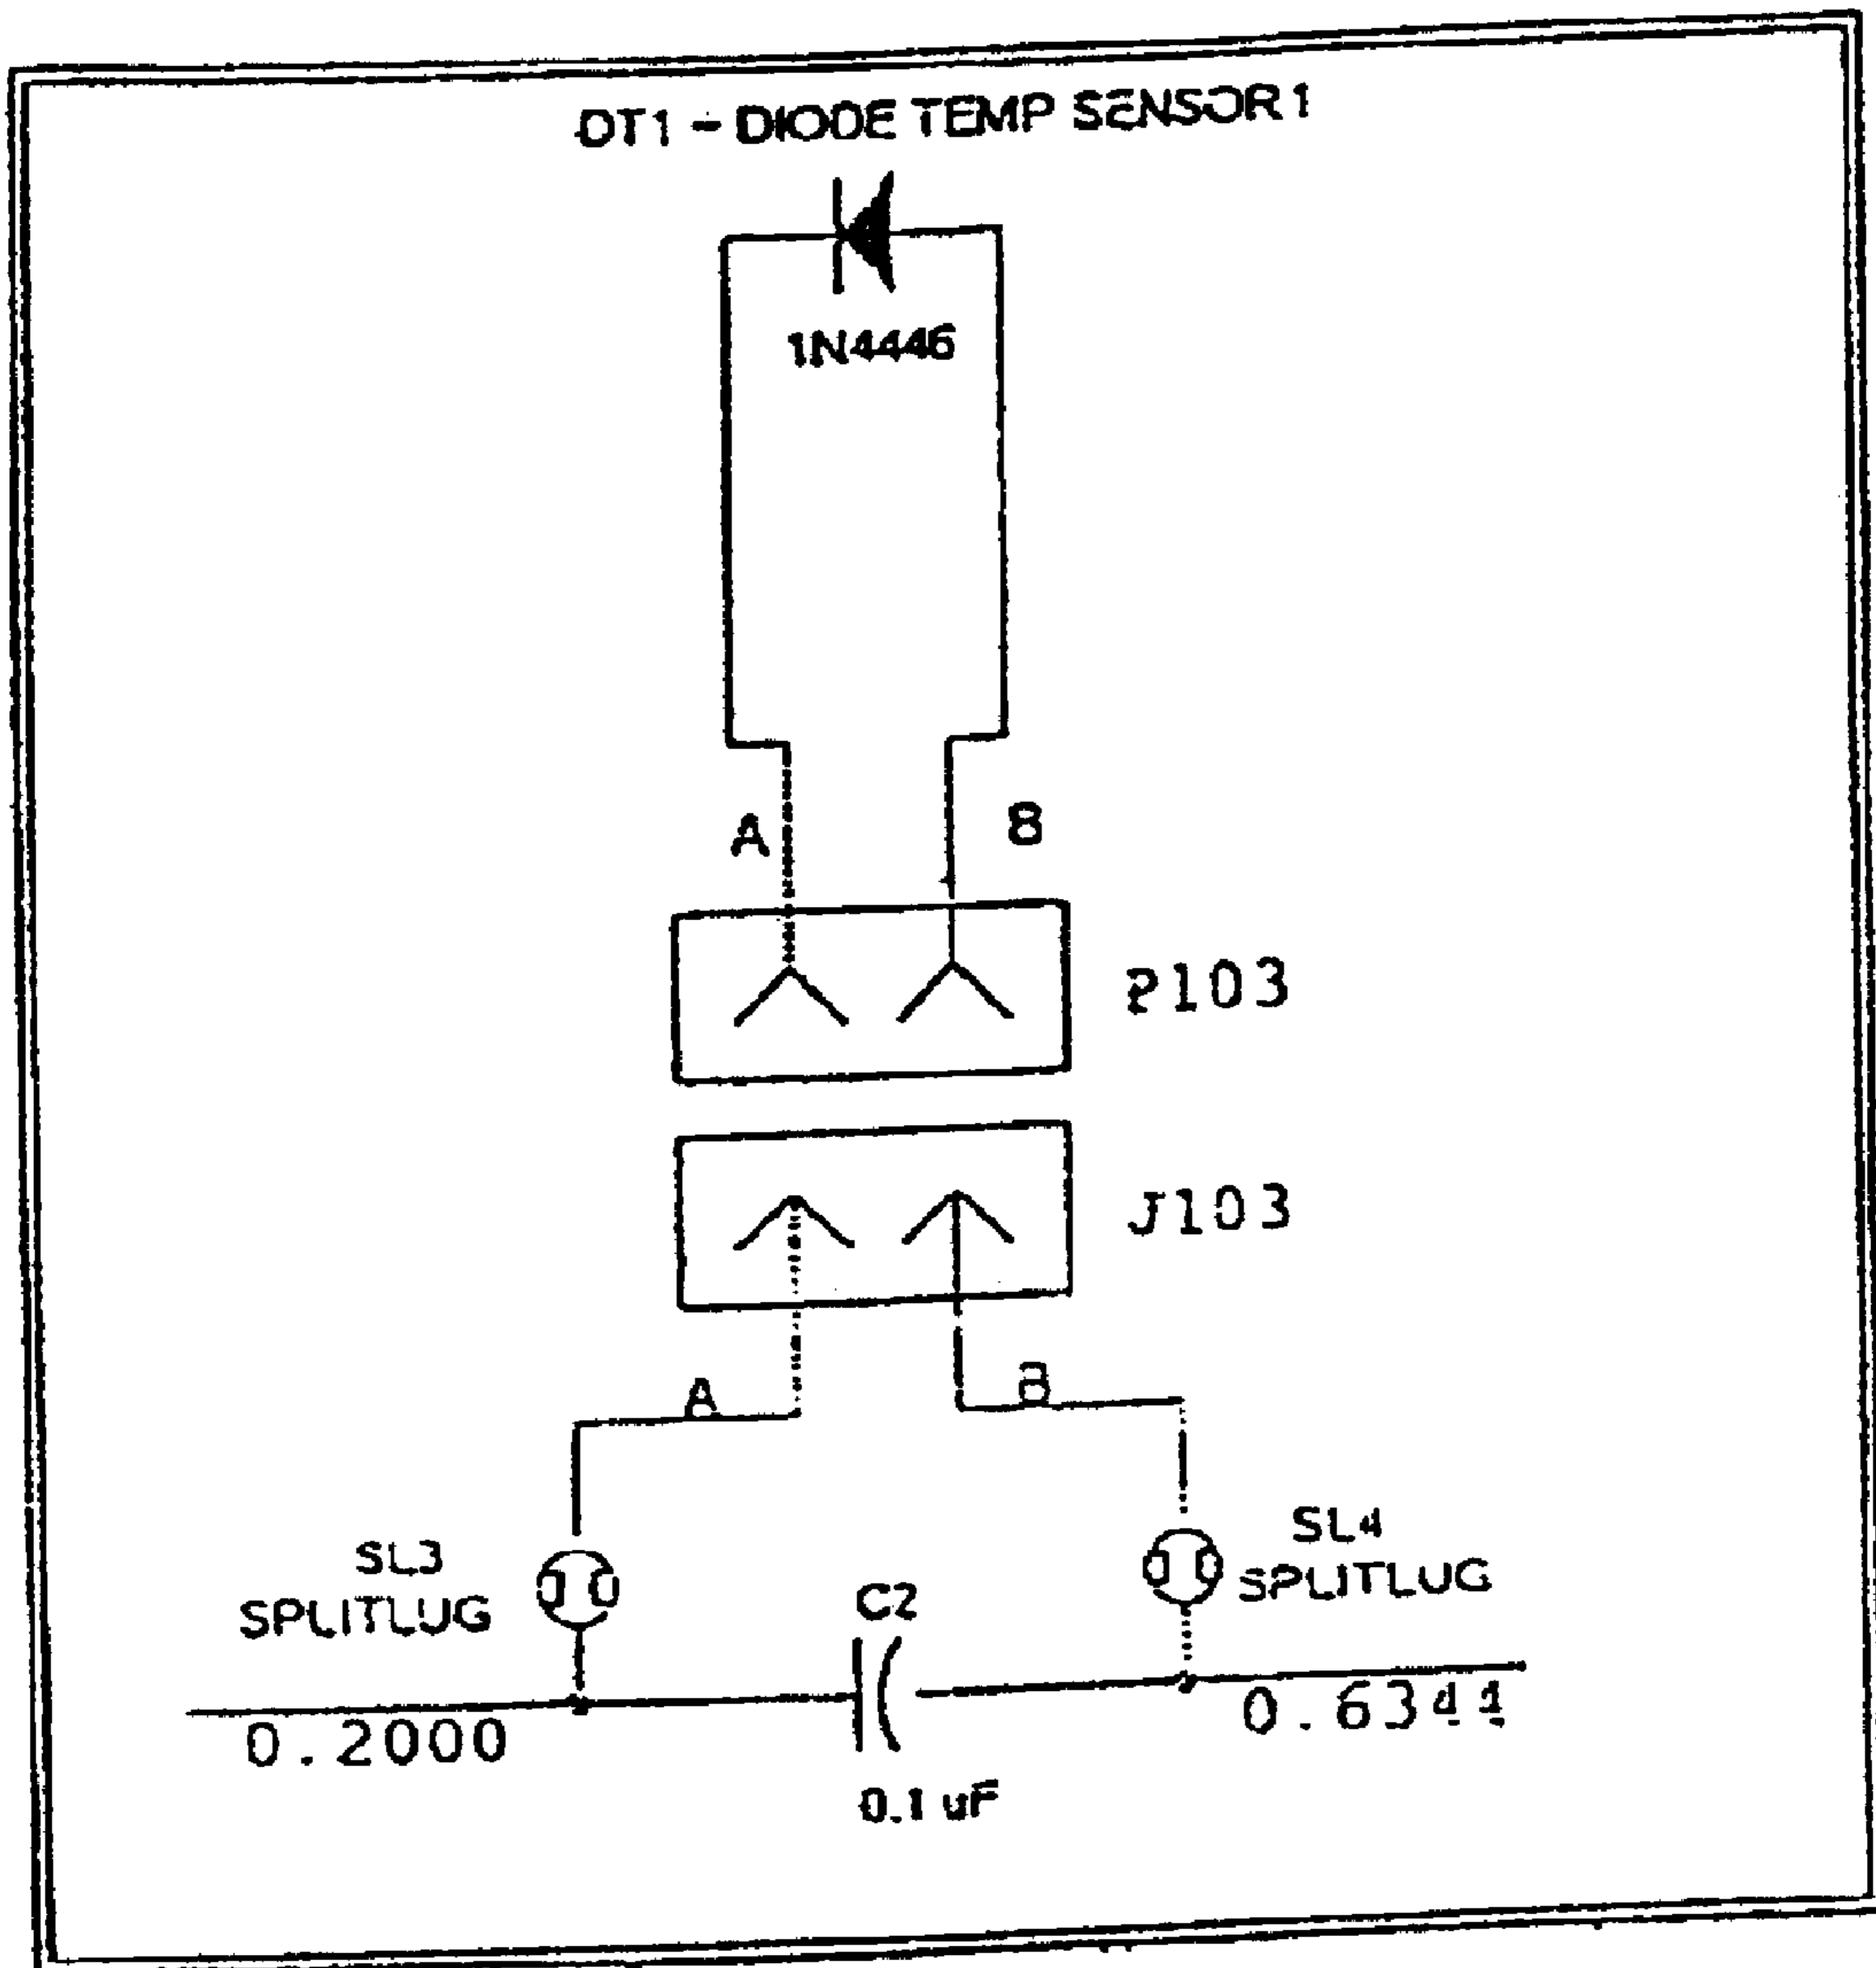 DT1 - DIODE TEMP SENSOR 1
1N4446
A
B
P103
J103
A
B
SL3
SPLITLUG
SL4
SPLITLUG
C2
0.2000
0.6344
0.1 uF